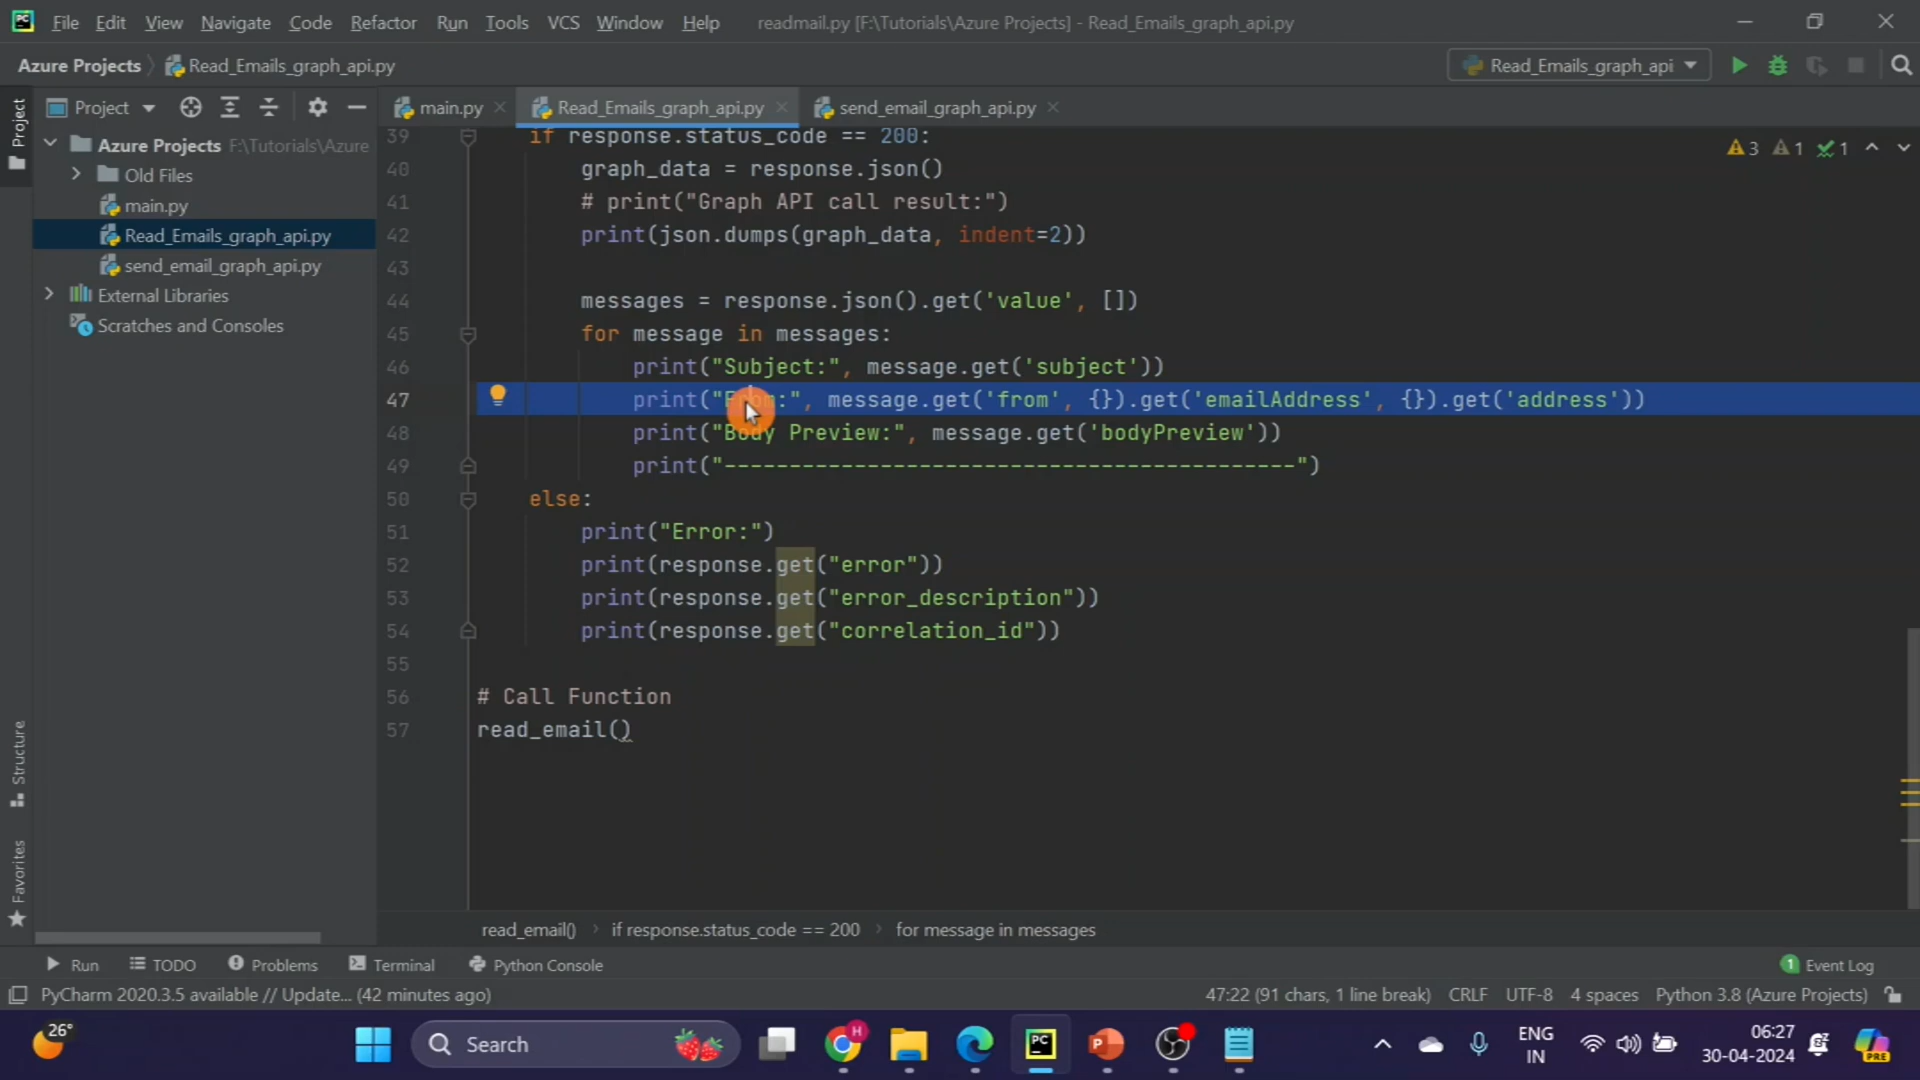 File Edit View Navigate Code Refactor Run Tools VCS Window Help readmail.py [F:\Tutorials\Azure Projects] - Read_Emails_graph_api.py
Azure Projects Read_Emails_graph_api.py Read_Emails_graph_api
Project main.py Read_Emails_graph_api.py send_email_graph_api.py
Project
Azure Projects F:\Tutorials\Azure
Old Files
main.py
Read_Emails_graph_api.py
send_email_graph_api.py
External Libraries
Scratches and Consoles
3 1 1
39 if response.status_code == 200:
40 graph_data = response.json()
41 # print("Graph API call result:")
42 print(json.dumps(graph_data, indent=2))
43
44 messages = response.json().get('value', [])
45 for message in messages:
46 print("Subject:", message.get('subject'))
47 print("From:", message.get('from', {}).get('emailAddress', {}).get('address'))
48 print("Body Preview:", message.get('bodyPreview'))
49 print("--------------------------------------------")
50 else:
51 print("Error:")
52 print(response.get("error"))
53 print(response.get("error_description"))
54 print(response.get("correlation_id"))
55
56 # Call Function
57 read_email()
Structure
Favorites
read_email() if response.status_code == 200 for message in messages
Run TODO Problems Terminal Python Console 1 Event Log
PyCharm 2020.3.5 available // Update... (42 minutes ago) 47:22 (91 chars, 1 line break) CRLF UTF-8 4 spaces Python 3.8 (Azure Projects)
26° Search H PC P ENG IN 06:27 30-04-2024 PRE